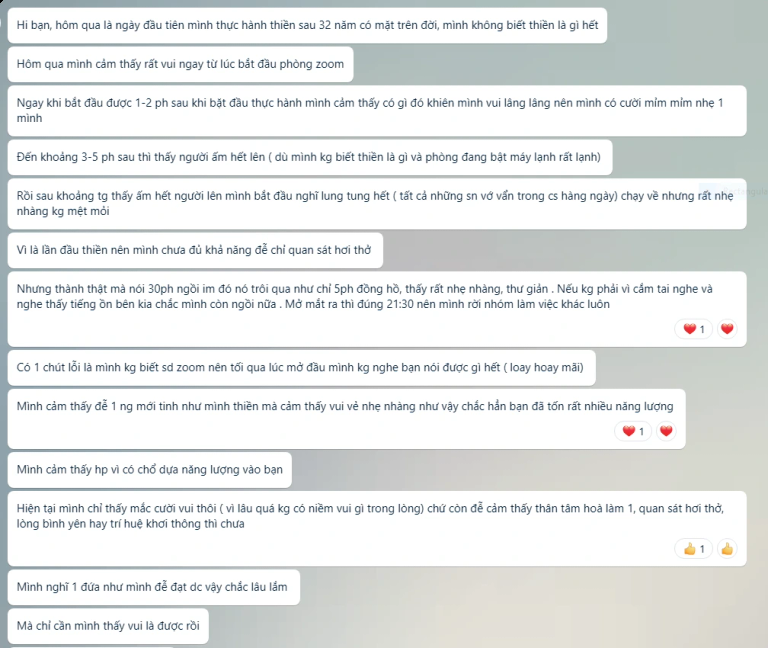 Hi bạn, hôm qua là ngày đầu tiên mình thực hành thiền sau 32 năm có mặt trên đời, mình không biết thiền là gì hết
Hôm qua mình cảm thấy rất vui ngay từ lúc bắt đầu phòng zoom
Ngay khi bắt đầu được 1-2 ph sau khi bặt đầu thực hành mình cảm thấy có gì đó khiên mình vui lâng lâng nên mình có cười mỉm mỉm nhẹ 1
mình
Đến khoảng 3-5 ph sau thì thấy người ấm hết lên ( dù mình kg biết thiền là gì và phòng đang bật máy lạnh rất lạnh)
Rồi sau khoảng tg thấy ấm hết người lên mình bắt đầu nghĩ lung tung hết ( tất cả những sn vớ vẩn trong cs hàng ngày) chạy về nhưng rất nhẹ
nhàng kg mệt mỏi
Vì là lần đầu thiền nên mình chưa đủ khả năng để chỉ quan sát hơi thở
Nhưng thành thật mà nói 30ph ngồi im đó nó trôi qua như chỉ 5ph đồng hồ, thấy rất nhẹ nhàng, thư giản . Nếu kg phải vì cắm tai nghe và
nghe thấy tiếng ồn bên kia chắc mình còn ngồi nữa . Mở mắt ra thì đúng 21:30 nên mình rời nhóm làm việc khác luôn
1
Có 1 chút lỗi là mình kg biết sd zoom nên tối qua lúc mở đầu mình kg nghe bạn nói được gì hết ( loay hoay mãi)
Mình cảm thấy để 1 ng mới tinh như mình thiền mà cảm thấy vui vẻ nhẹ nhàng như vậy chắc hẳn bạn đã tốn rất nhiều năng lượng
1
Mình cảm thấy hp vì có chổ dựa năng lượng vào bạn
Hiện tại mình chỉ thấy mắc cười vui thôi ( vì lâu quá kg có niềm vui gì trong lòng) chứ còn để cảm thấy thân tâm hoà làm 1, quan sát hơi thở,
lòng bình yên hay trí huệ khơi thông thì chưa
1
Mình nghĩ 1 đứa như mình để đạt dc vậy chắc lâu lắm
Mà chỉ cần mình thấy vui là được rồi